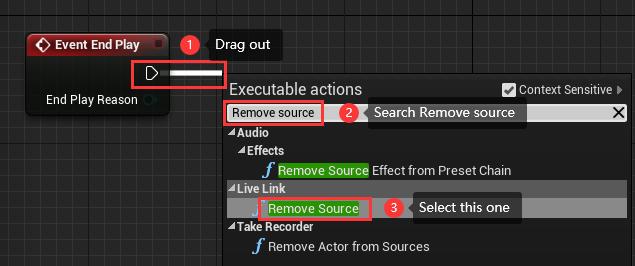 Event End Play
1 Drag out
End Play Reason
Executable actions
Context Sensitive
Remove source
2 Search Remove source
Audio
Effects
f Remove Source Effect from Preset Chain
Live Link
f Remove Source
3 Select this one
Take Recorder
f Remove Actor from Sources